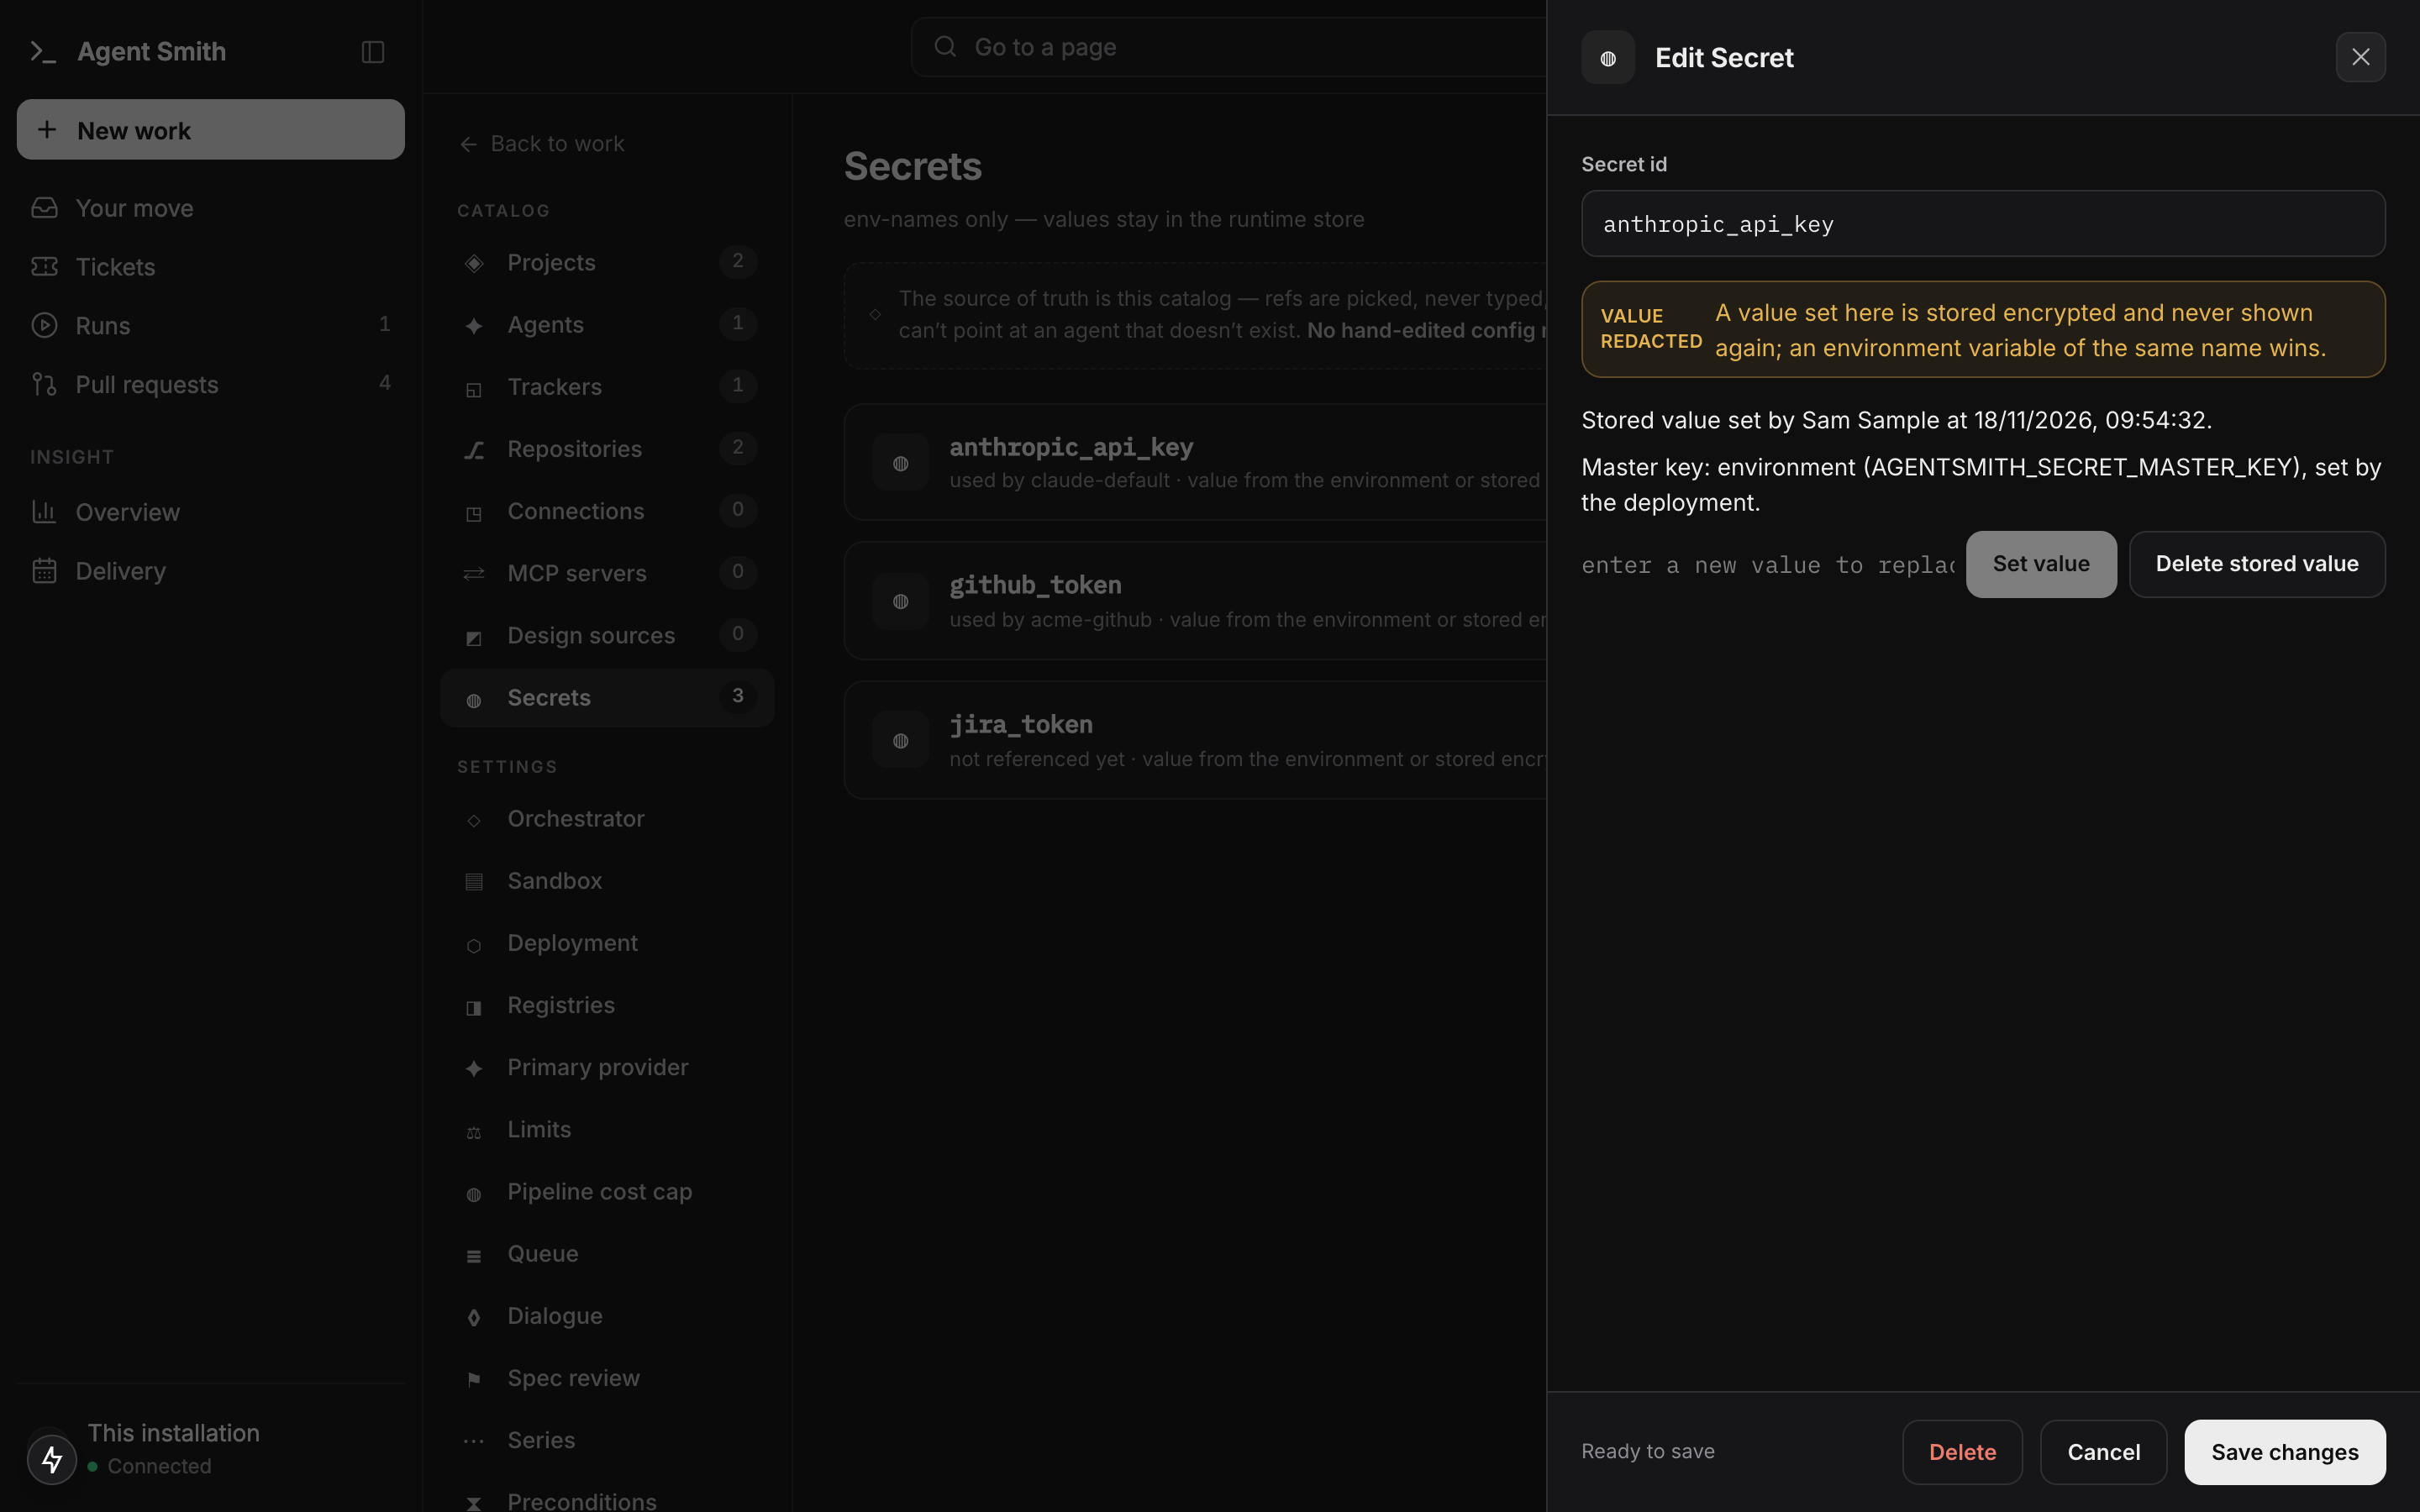 Agent Smith
New work
Your move
Tickets
Runs 1
Pull requests 4
INSIGHT
Overview
Delivery
This installation
Connected
Go to a page
Back to work
CATALOG
Projects 2
Agents 1
Trackers 1
Repositories 2
Connections 0
MCP servers 0
Design sources 0
Secrets 3
SETTINGS
Orchestrator
Sandbox
Deployment
Registries
Primary provider
Limits
Pipeline cost cap
Queue
Dialogue
Spec review
Series
Preconditions
Secrets
env-names only — values stay in the runtime store
The source of truth is this catalog — refs are picked, never typed,
can’t point at an agent that doesn’t exist. No hand-edited config
anthropic_api_key
used by claude-default · value from the environment or stored
github_token
used by acme-github · value from the environment or stored
jira_token
not referenced yet · value from the environment or stored
Edit Secret
Secret id
anthropic_api_key
VALUE REDACTED
A value set here is stored encrypted and never shown
again; an environment variable of the same name wins.
Stored value set by Sam Sample at 18/11/2026, 09:54:32.
Master key: environment (AGENTSMITH_SECRET_MASTER_KEY), set by
the deployment.
enter a new value to replac
Set value
Delete stored value
Ready to save
Delete
Cancel
Save changes